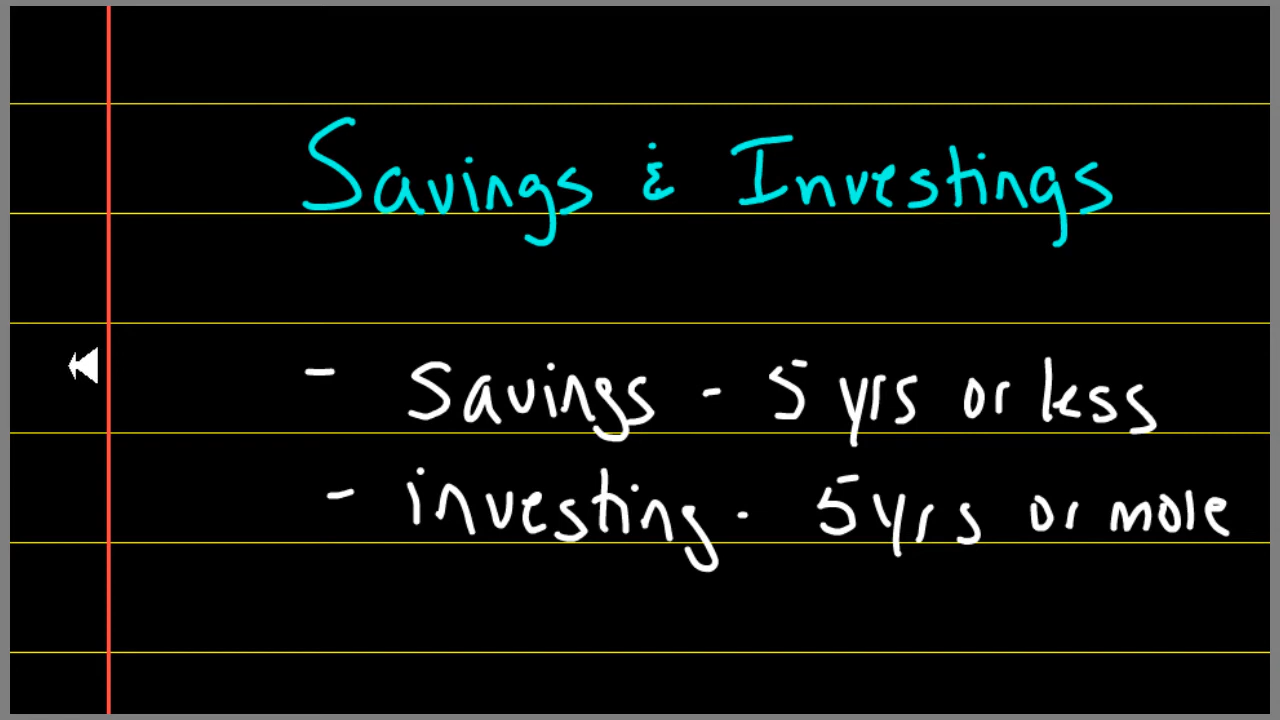 Savings & Investings
- Savings - 5 yrs or less
- investing - 5 yrs or more